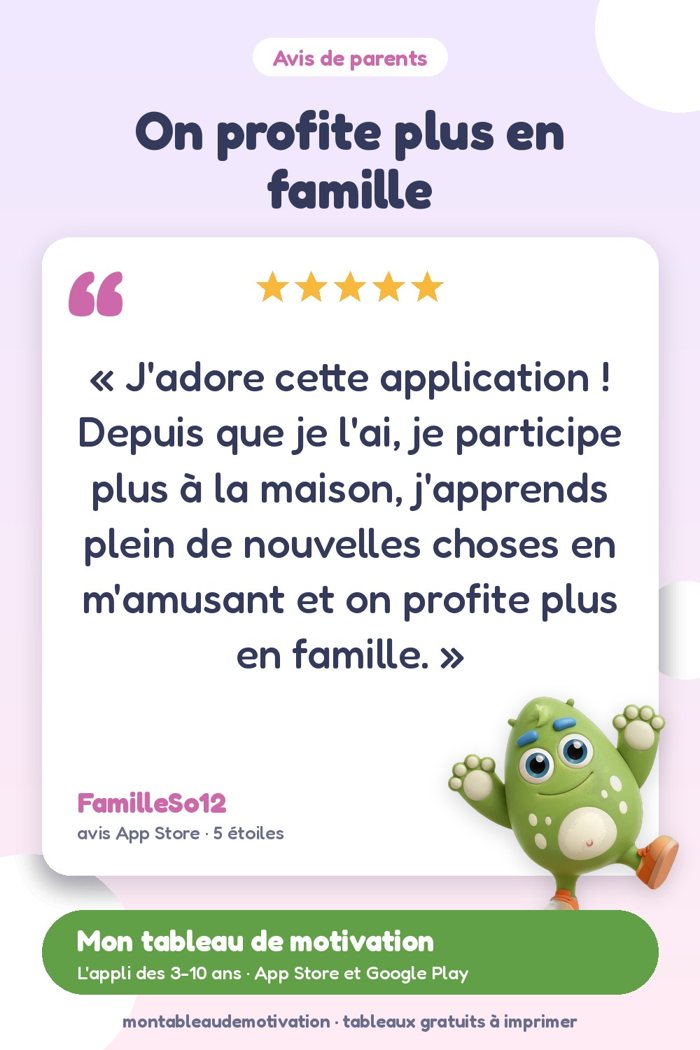 Avis de parents
On profite plus en
famille
“
« J'adore cette application !
Depuis que je l'ai, je participe
plus à la maison, j'apprends
plein de nouvelles choses en
m'amusant et on profite plus
en famille. »
FamilleSo12
avis App Store · 5 étoiles
Mon tableau de motivation
L'appli des 3-10 ans · App Store et Google Play
montableaudemotivation · tableaux gratuits à imprimer